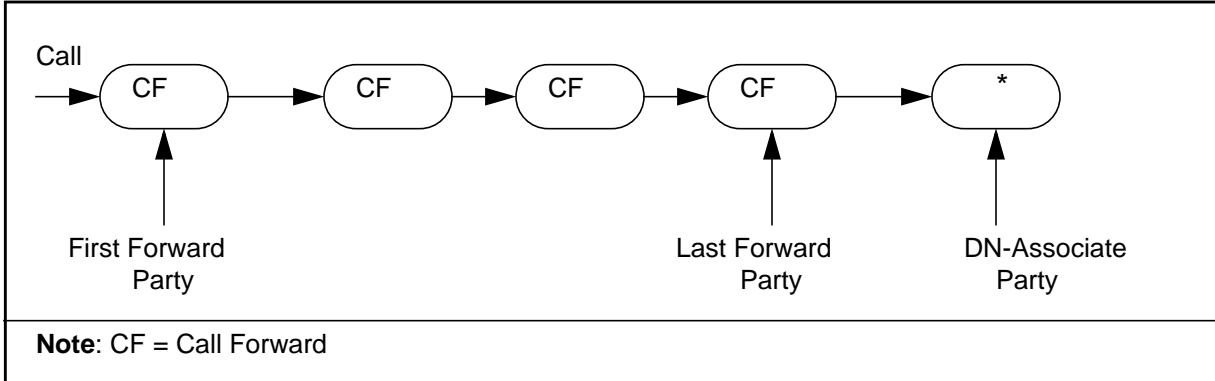 Call
CF CF CF CF *
First Forward
Party
Last Forward
Party
DN-Associate
Party
Note: CF = Call Forward